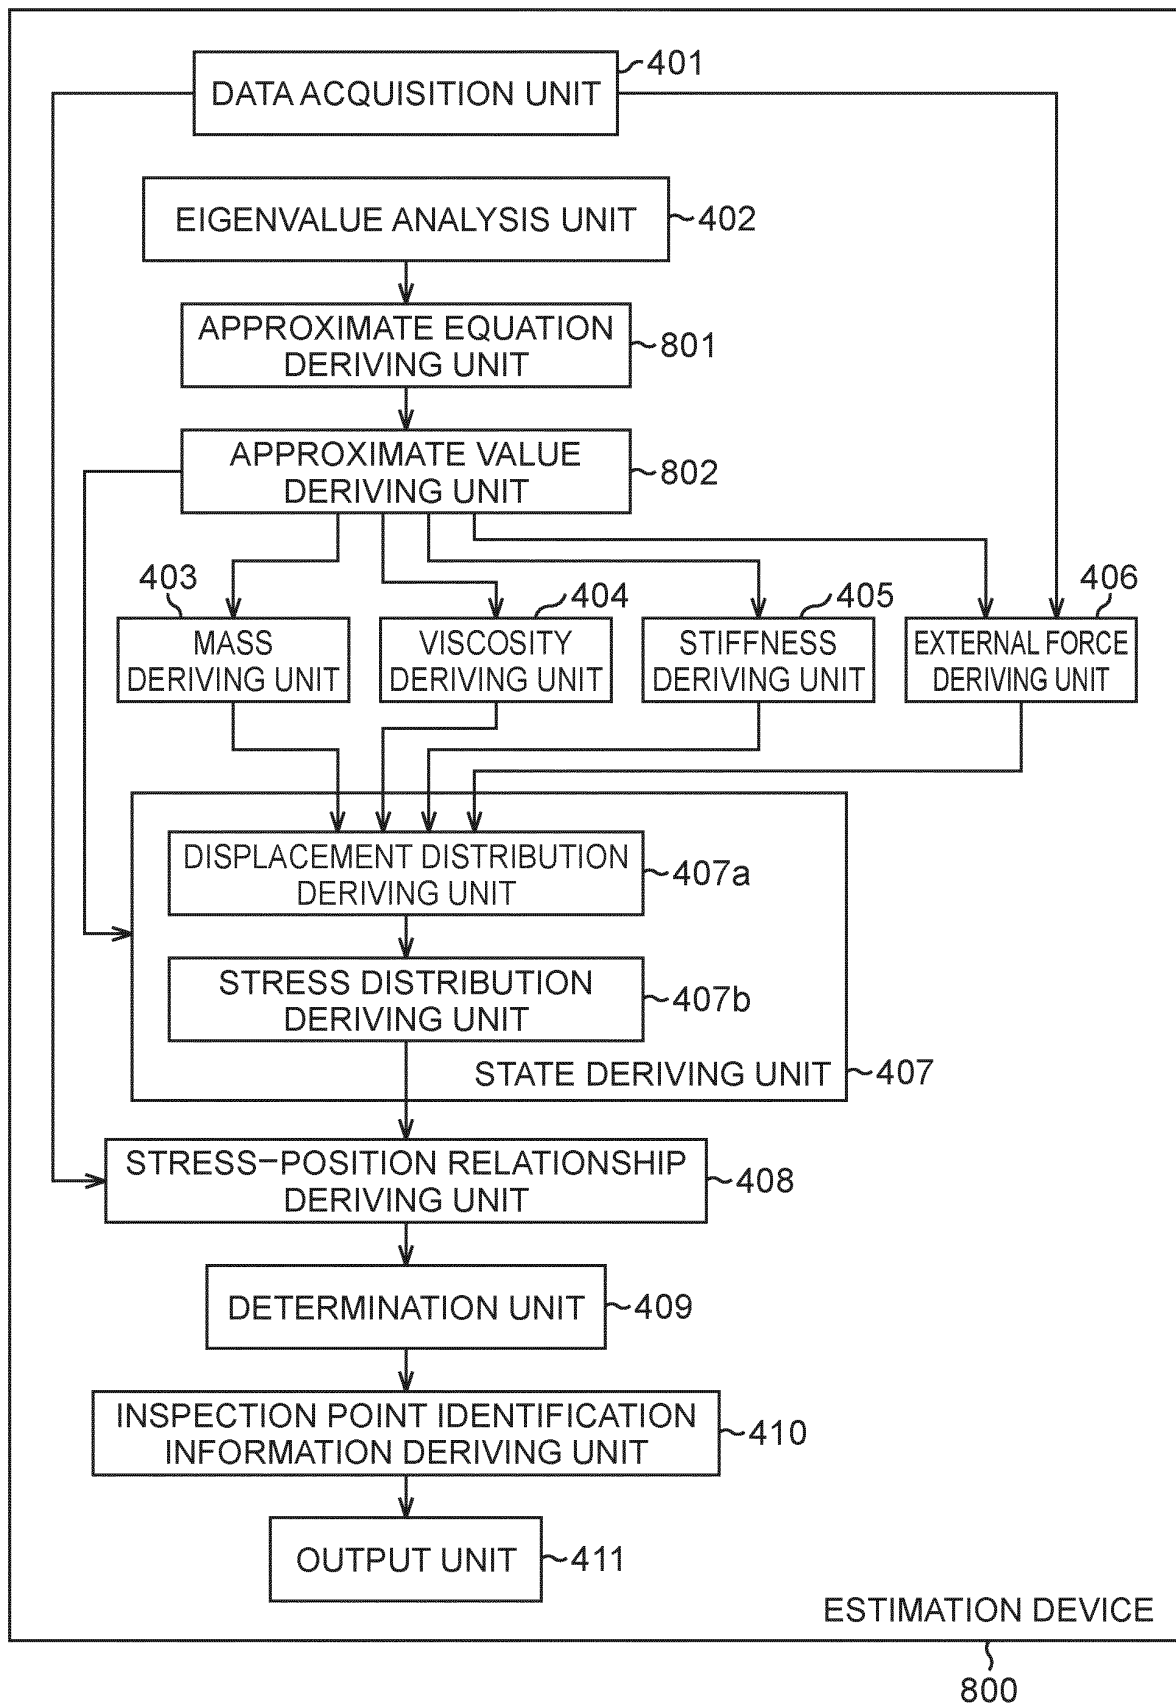 DATA ACQUISITION UNIT
401
EIGENVALUE ANALYSIS UNIT
402
APPROXIMATE EQUATION
DERIVING UNIT
801
APPROXIMATE VALUE
DERIVING UNIT
802
403
MASS
DERIVING UNIT
404
VISCOSITY
DERIVING UNIT
405
STIFFNESS
DERIVING UNIT
406
EXTERNAL FORCE
DERIVING UNIT
DISPLACEMENT DISTRIBUTION
DERIVING UNIT
407a
STRESS DISTRIBUTION
DERIVING UNIT
407b
STATE DERIVING UNIT
407
STRESS-POSITION RELATIONSHIP
DERIVING UNIT
408
DETERMINATION UNIT
409
INSPECTION POINT IDENTIFICATION
INFORMATION DERIVING UNIT
410
OUTPUT UNIT
411
ESTIMATION DEVICE
800